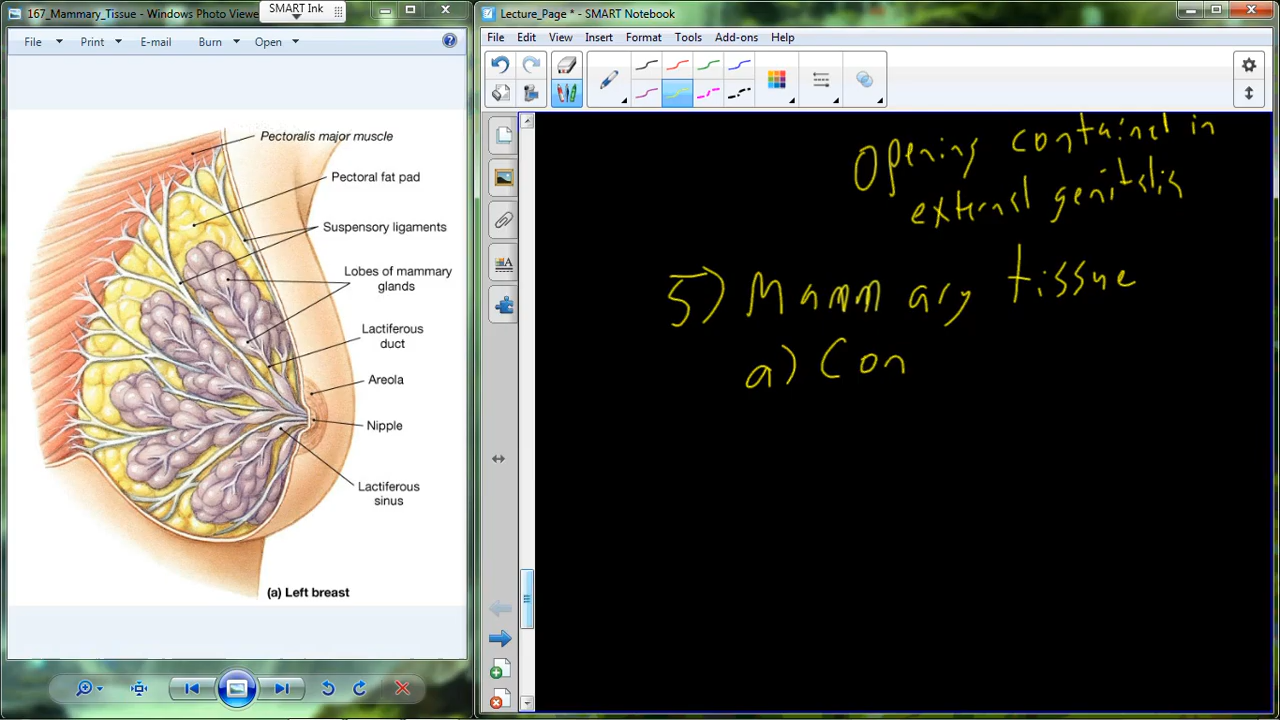 167_Mammary_Tissue - Windows Photo Viewe
SMART Ink
File Print E-mail Burn Open
Pectoralis major muscle
Pectoral fat pad
Suspensory ligaments
Lobes of mammary
glands
Lactiferous
duct
Areola
Nipple
Lactiferous
sinus
(a) Left breast
Lecture_Page * - SMART Notebook
File Edit View Insert Format Tools Add-ons Help
Opening contained in
external genitalia
5) Mammary tissue
a) Con